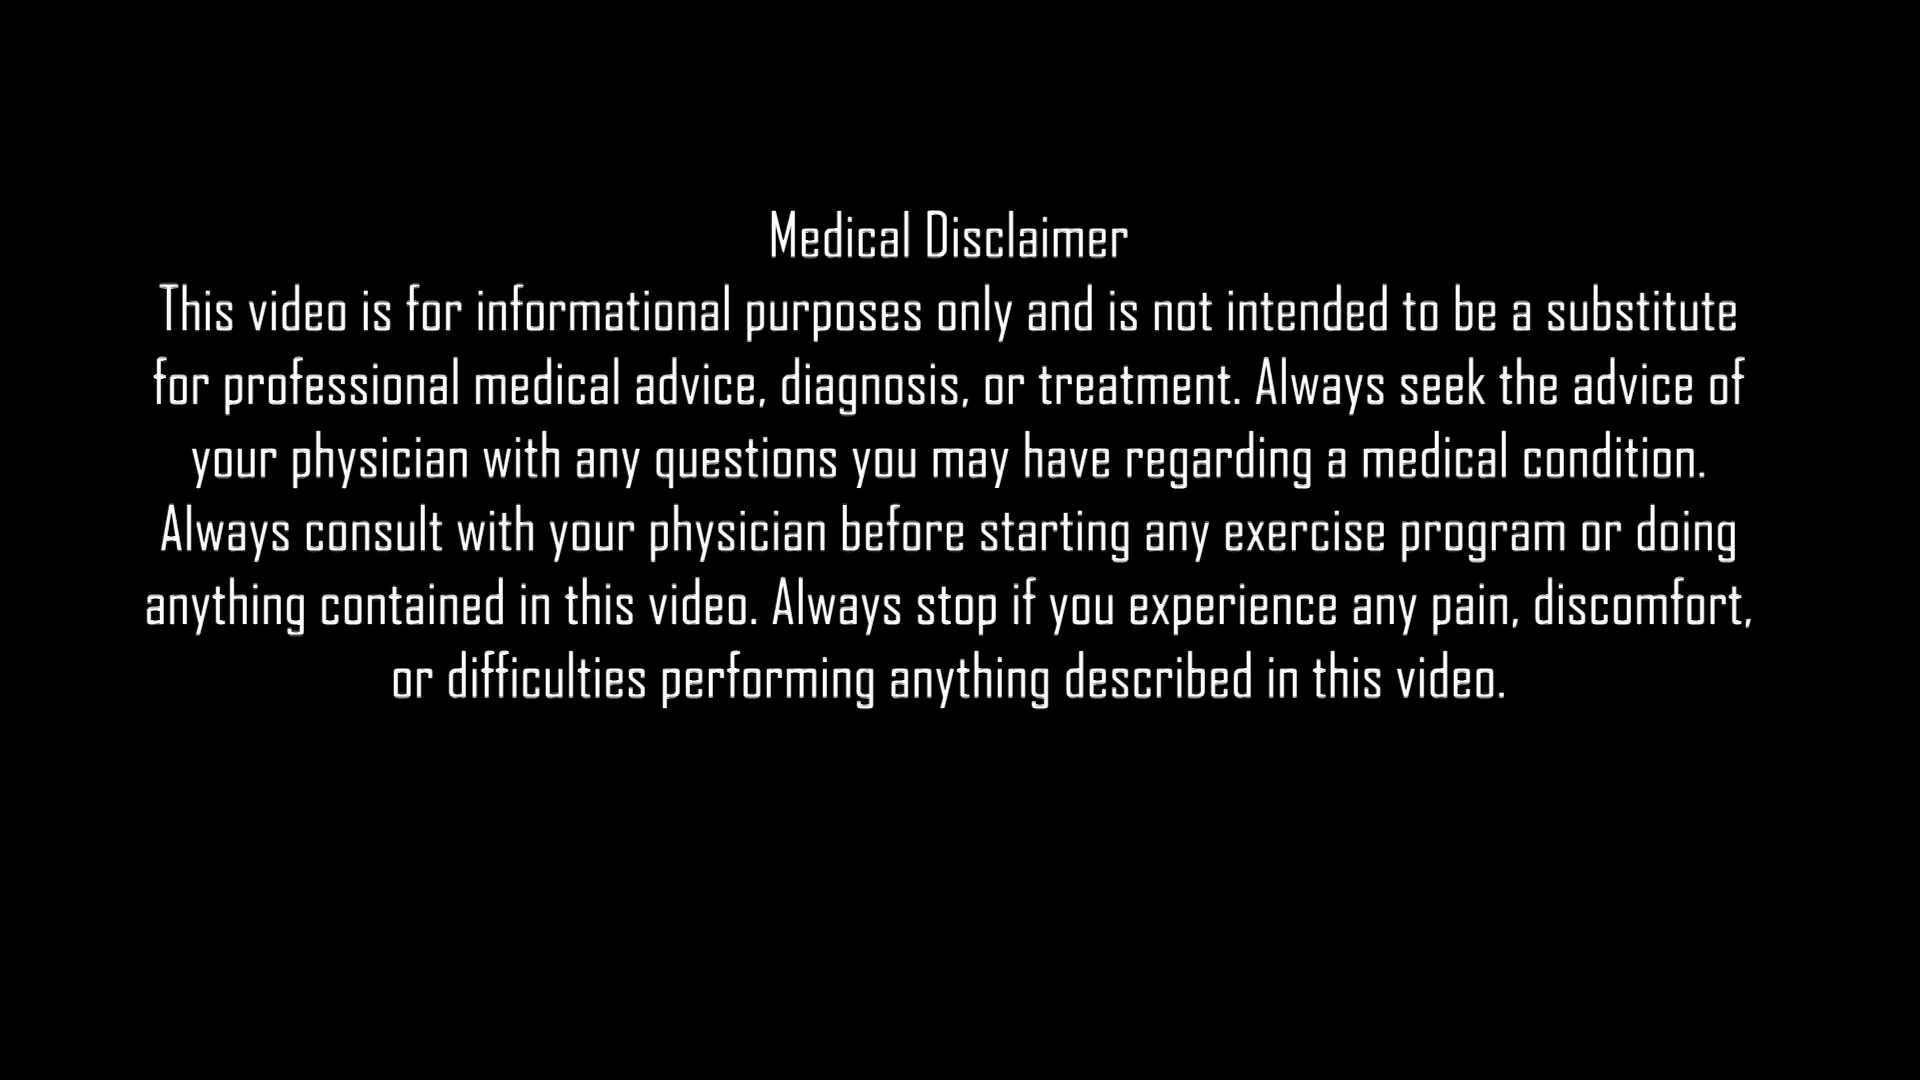 Medical Disclaimer
This video is for informational purposes only and is not intended to be a substitute
for professional medical advice, diagnosis, or treatment. Always seek the advice of
your physician with any questions you may have regarding a medical condition.
Always consult with your physician before starting any exercise program or doing
anything contained in this video. Always stop if you experience any pain, discomfort,
or difficulties performing anything described in this video.